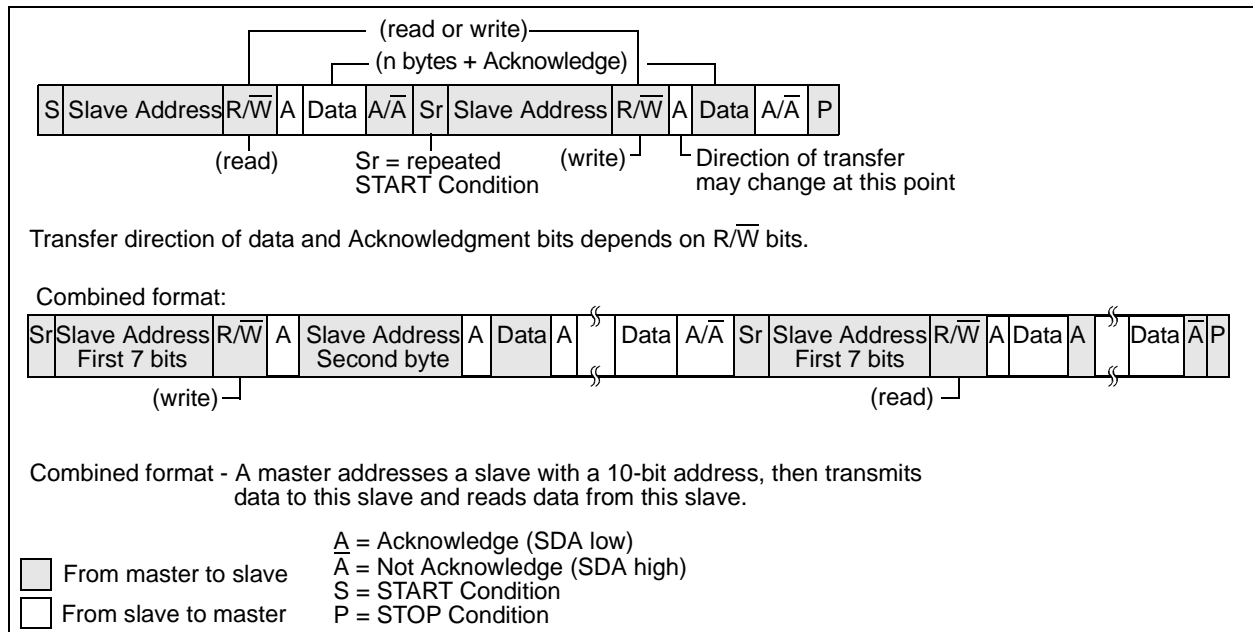 (read or write)
(n bytes + Acknowledge)
S Slave Address R/W̅ A Data A/A̅ Sr Slave Address R/W̅ A Data A/A̅ P
(read) Sr = repeated (write) Direction of transfer
START Condition may change at this point
Transfer direction of data and Acknowledgment bits depends on R/W̅ bits.
Combined format:
Sr Slave Address R/W̅ A Slave Address A Data A Data A/A̅ Sr Slave Address R/W̅ A Data A Data A̅ P
First 7 bits Second byte First 7 bits
(write) (read)
Combined format - A master addresses a slave with a 10-bit address, then transmits
data to this slave and reads data from this slave.
A = Acknowledge (SDA low)
A̅ = Not Acknowledge (SDA high)
From master to slave
S = START Condition
From slave to master
P = STOP Condition